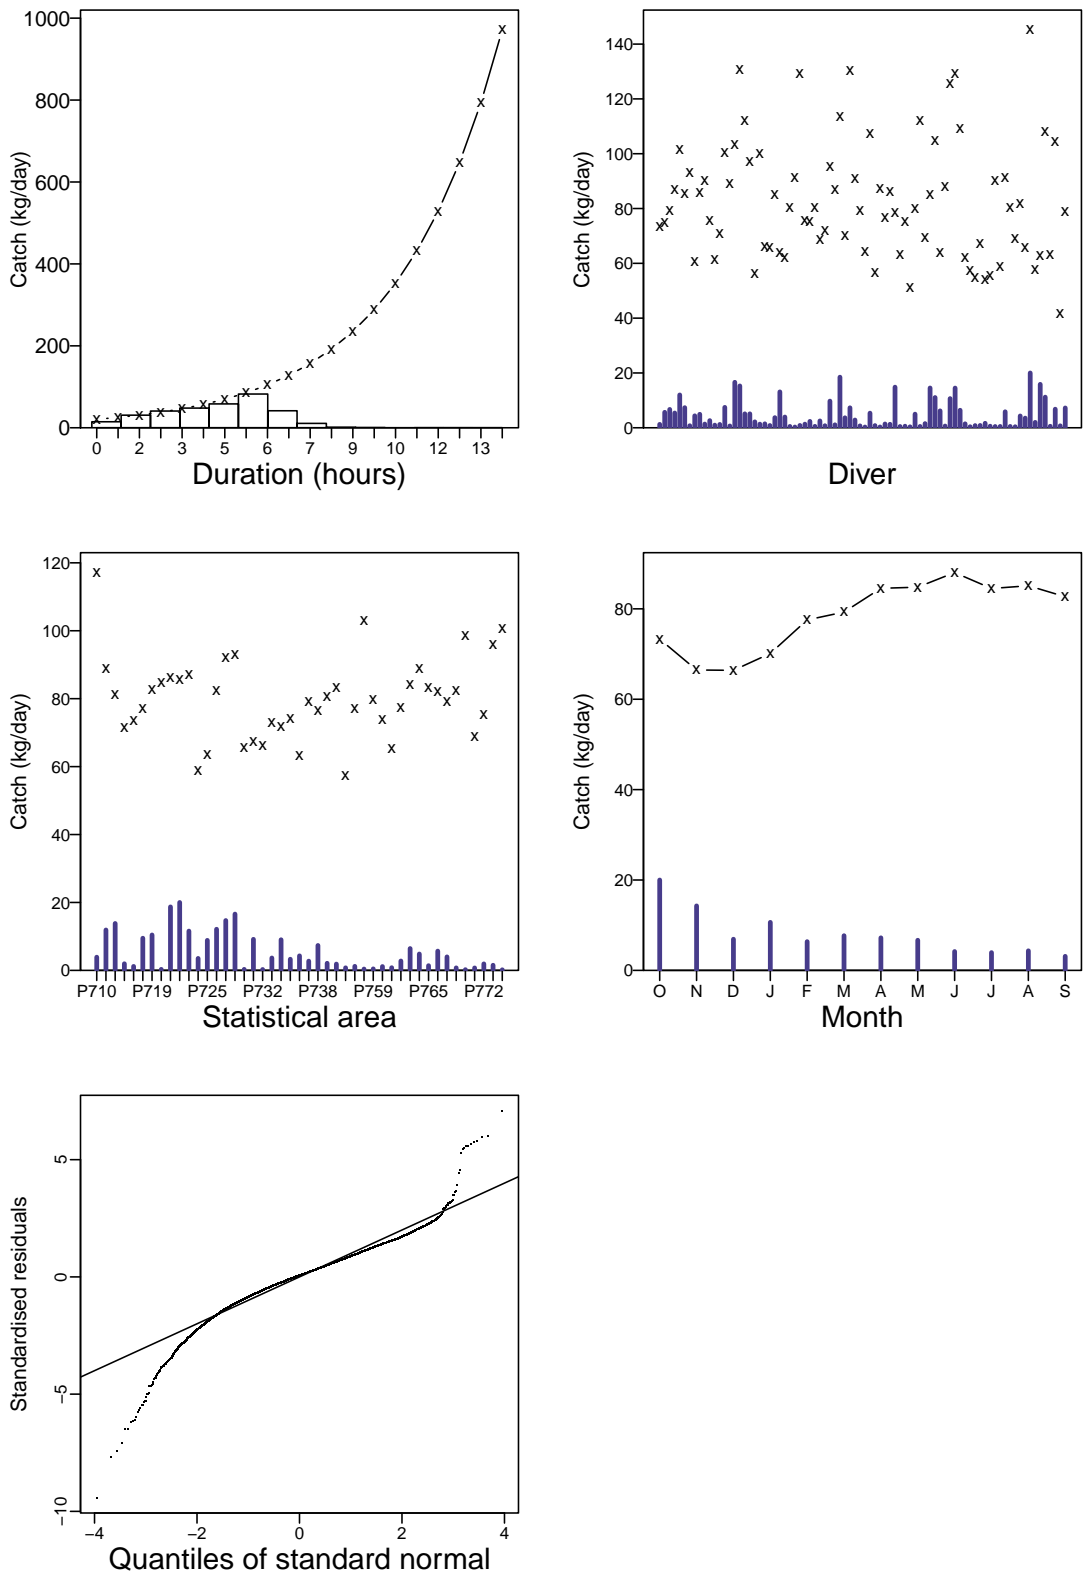 1000
800
600
400
200
0
Catch (kg/day)
0 2 3 5 6 7 9 10 12 13
Duration (hours)
140
120
100
80
60
40
20
0
Catch (kg/day)
Diver
120
100
80
60
40
20
0
Catch (kg/day)
P710 P719 P725 P732 P738 P759 P765 P772
Statistical area
80
60
40
20
0
Catch (kg/day)
O N D J F M A M J J A S
Month
5
0
−5
−10
Standardised residuals
−4 −2 0 2 4
Quantiles of standard normal